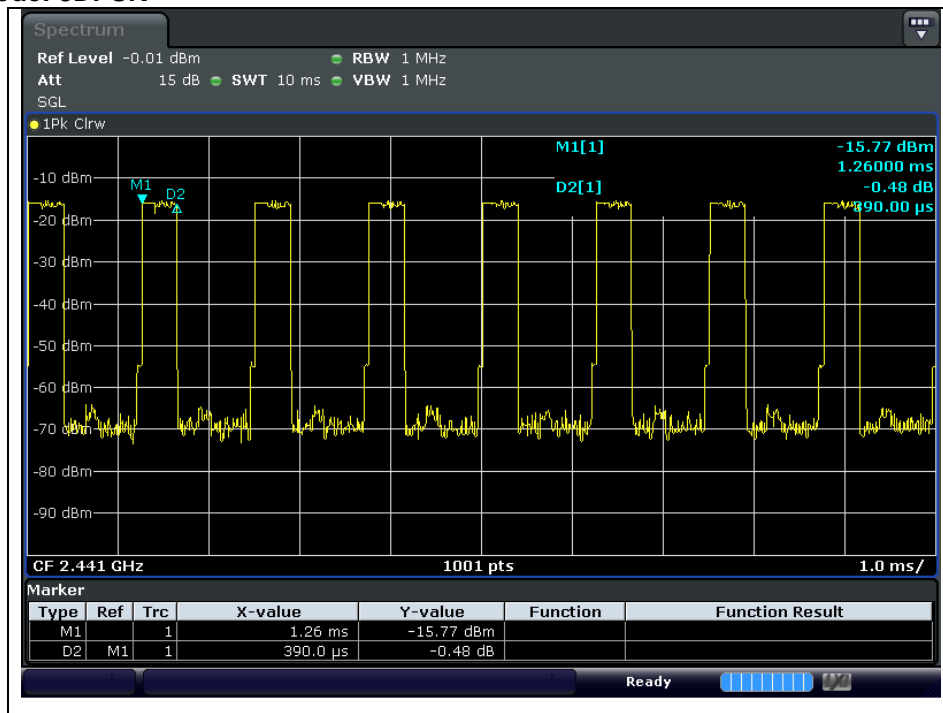 Spectrum
Ref Level -0.01 dBm RBW 1 MHz
Att 15 dB SWT 10 ms VBW 1 MHz
SGL
1Pk Clrw
M1[1] -15.77 dBm
1.26000 ms
D2[1] -0.48 dB
390.00 µs
M1
D2
-10 dBm
-20 dBm
-30 dBm
-40 dBm
-50 dBm
-60 dBm
-70 dBm
-80 dBm
-90 dBm
CF 2.441 GHz 1001 pts 1.0 ms/
Marker
Type Ref Trc X-value Y-value Function Function Result
M1 1 1.26 ms -15.77 dBm
D2 M1 1 390.0 µs -0.48 dB
Ready